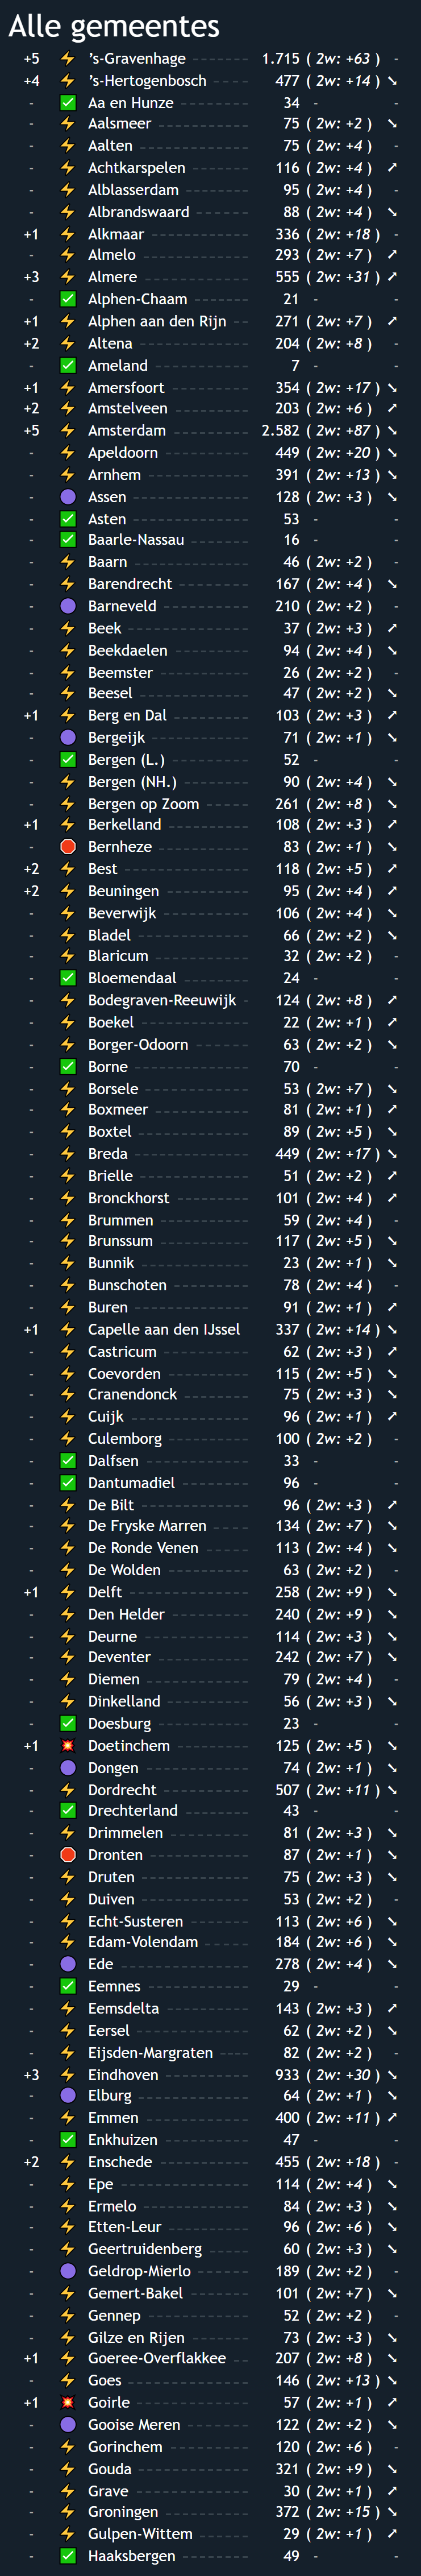 Alle gemeentes
+5 ⚡ ’s-Gravenhage 1.715 ( 2w: +63) -
+4 ⚡ ’s-Hertogenbosch 477 ( 2w: +14 ) ➘
- ✅ Aa en Hunze 34 - -
- ⚡ Aalsmeer 75 ( 2w: +2 ) ➘
- ⚡ Aalten 75 ( 2w: +4 ) -
- ⚡ Achtkarspelen 116 ( 2w: +4 ) ➚
- ⚡ Alblasserdam 95 ( 2w: +4 ) -
- ⚡ Albrandswaard 88 ( 2w: +4 ) ➘
+1 ⚡ Alkmaar 336 ( 2w: +18 ) -
- ⚡ Almelo 293 ( 2w: +7 ) ➚
+3 ⚡ Almere 555 ( 2w: +31 ) ➚
- ✅ Alphen-Chaam 21 - -
+1 ⚡ Alphen aan den Rijn 271 ( 2w: +7 ) ➚
+2 ⚡ Altena 204 ( 2w: +8 ) -
- ✅ Ameland 7 - -
+1 ⚡ Amersfoort 354 ( 2w: +17 ) ➘
+2 ⚡ Amstelveen 203 ( 2w: +6 ) ➚
+5 ⚡ Amsterdam 2.582 ( 2w: +87 ) ➘
- ⚡ Apeldoorn 449 ( 2w: +20 ) ➘
- ⚡ Arnhem 391 ( 2w: +13 ) ➘
- 🟣 Assen 128 ( 2w: +3 ) ➘
- ✅ Asten 53 - -
- ✅ Baarle-Nassau 16 - -
- ⚡ Baarn 46 ( 2w: +2 ) -
- ⚡ Barendrecht 167 ( 2w: +4 ) ➘
- 🟣 Barneveld 210 ( 2w: +2 ) -
- ⚡ Beek 37 ( 2w: +3 ) ➚
- ⚡ Beekdaelen 94 ( 2w: +4 ) ➘
- ⚡ Beemster 26 ( 2w: +2 ) -
- ⚡ Beesel 47 ( 2w: +2 ) ➘
+1 ⚡ Berg en Dal 103 ( 2w: +3 ) ➚
- 🟣 Bergeijk 71 ( 2w: +1 ) ➘
- ✅ Bergen (L.) 52 - -
- ⚡ Bergen (NH.) 90 ( 2w: +4 ) ➘
- ⚡ Bergen op Zoom 261 ( 2w: +8 ) ➘
+1 ⚡ Berkelland 108 ( 2w: +3 ) ➚
- 🛑 Bernheze 83 ( 2w: +1 ) ➘
+2 ⚡ Best 118 ( 2w: +5 ) ➚
+2 ⚡ Beuningen 95 ( 2w: +4 ) ➚
- ⚡ Beverwijk 106 ( 2w: +4 ) ➘
- ⚡ Bladel 66 ( 2w: +2 ) ➘
- ⚡ Blaricum 32 ( 2w: +2 ) -
- ✅ Bloemendaal 24 - -
- ⚡ Bodegraven-Reeuwijk 124 ( 2w: +8 ) ➚
- ⚡ Boekel 22 ( 2w: +1 ) ➚
- ⚡ Borger-Odoorn 63 ( 2w: +2 ) ➘
- ✅ Borne 70 - -
- ⚡ Borsele 53 ( 2w: +7 ) ➘
- ⚡ Boxmeer 81 ( 2w: +1 ) ➚
- ⚡ Boxtel 89 ( 2w: +5 ) ➘
- ⚡ Breda 449 ( 2w: +17 ) ➘
- ⚡ Brielle 51 ( 2w: +2 ) ➚
- ⚡ Bronckhorst 101 ( 2w: +4 ) ➚
- ⚡ Brummen 59 ( 2w: +4 ) -
- ⚡ Brunssum 117 ( 2w: +5 ) ➘
- ⚡ Bunnik 23 ( 2w: +1 ) ➘
- ⚡ Bunschoten 78 ( 2w: +4 ) -
- ⚡ Buren 91 ( 2w: +1 ) ➚
+1 ⚡ Capelle aan den IJssel 337 ( 2w: +14 ) ➘
- ⚡ Castricum 62 ( 2w: +3 ) ➚
- ⚡ Coevorden 115 ( 2w: +5 ) ➘
- ⚡ Cranendonck 75 ( 2w: +3 ) ➘
- ⚡ Cuijk 96 ( 2w: +1 ) ➚
- ⚡ Culemborg 100 ( 2w: +2 ) -
- ✅ Dalfsen 33 - -
- ✅ Dantumadiel 96 - -
- ⚡ De Bilt 96 ( 2w: +3 ) ➚
- ⚡ De Fryske Marren 134 ( 2w: +7 ) ➘
- ⚡ De Ronde Venen 113 ( 2w: +4 ) ➘
- ⚡ De Wolden 63 ( 2w: +2 ) -
+1 ⚡ Delft 258 ( 2w: +9 ) ➘
- ⚡ Den Helder 240 ( 2w: +9 ) ➘
- ⚡ Deurne 114 ( 2w: +3 ) ➘
- ⚡ Deventer 242 ( 2w: +7 ) ➘
- ⚡ Diemen 79 ( 2w: +4 ) -
- ⚡ Dinkelland 56 ( 2w: +3 ) ➘
- ✅ Doesburg 23 - -
+1 💥 Doetinchem 125 ( 2w: +5 ) ➘
- 🟣 Dongen 74 ( 2w: +1 ) ➘
- ⚡ Dordrecht 507 ( 2w: +11 ) ➘
- ✅ Drechterland 43 - -
- ⚡ Drimmelen 81 ( 2w: +3 ) ➘
- 🛑 Dronten 87 ( 2w: +1 ) ➘
- ⚡ Druten 75 ( 2w: +3 ) ➘
- ⚡ Duiven 53 ( 2w: +2 ) -
- ⚡ Echt-Susteren 113 ( 2w: +6 ) ➘
- ⚡ Edam-Volendam 184 ( 2w: +6 ) ➘
- 🟣 Ede 278 ( 2w: +4 ) ➘
- ✅ Eemnes 29 - -
- ⚡ Eemsdelta 143 ( 2w: +3 ) ➚
- ⚡ Eersel 62 ( 2w: +2 ) ➘
- ⚡ Eijsden-Margraten 82 ( 2w: +2 ) -
+3 ⚡ Eindhoven 933 ( 2w: +30 ) ➘
- 🟣 Elburg 64 ( 2w: +1 ) ➘
- ⚡ Emmen 400 ( 2w: +11 ) ➚
- ✅ Enkhuizen 47 - -
+2 ⚡ Enschede 455 ( 2w: +18 ) -
- ⚡ Epe 114 ( 2w: +4 ) ➘
- ⚡ Ermelo 84 ( 2w: +3 ) ➘
- ⚡ Etten-Leur 96 ( 2w: +6 ) ➘
- ⚡ Geertruidenberg 60 ( 2w: +3 ) ➘
- 🟣 Geldrop-Mierlo 189 ( 2w: +2 ) -
- ⚡ Gemert-Bakel 101 ( 2w: +7 ) ➘
- ⚡ Gennep 52 ( 2w: +2 ) -
- ⚡ Gilze en Rijen 73 ( 2w: +3 ) ➘
+1 ⚡ Goeree-Overflakkee 207 ( 2w: +8 ) ➘
- ⚡ Goes 146 ( 2w: +13 ) ➘
+1 💥 Goirle 57 ( 2w: +1 ) ➚
- 🟣 Gooise Meren 122 ( 2w: +2 ) ➘
- ⚡ Gorinchem 120 ( 2w: +6 ) -
- ⚡ Gouda 321 ( 2w: +9 ) ➘
- ⚡ Grave 30 ( 2w: +1 ) ➚
- ⚡ Groningen 372 ( 2w: +15 ) ➘
- ⚡ Gulpen-Wittem 29 ( 2w: +1 ) ➚
- ✅ Haaksbergen 49 - -